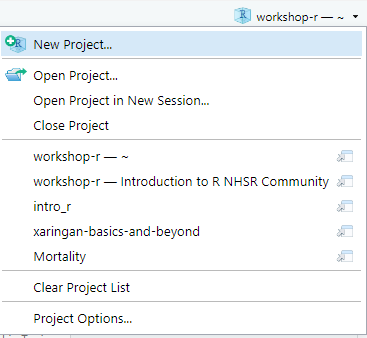 workshop-r — ~
New Project...
Open Project...
Open Project in New Session...
Close Project
workshop-r — ~
workshop-r — Introduction to R NHSR Community
intro_r
xaringan-basics-and-beyond
Mortality
Clear Project List
Project Options...